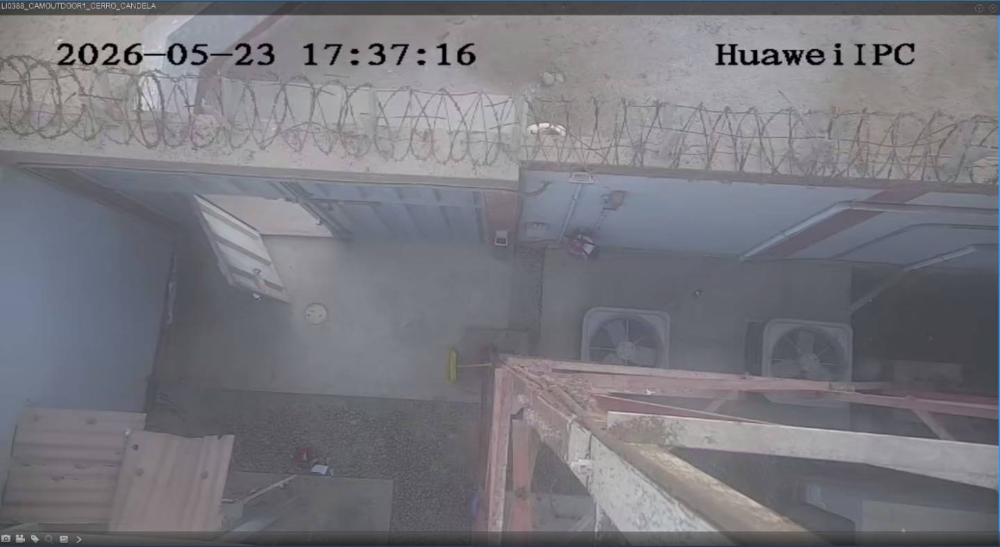 LI0388_CAMOUTDOOR1_CERRO_CANDELA
2026-05-23 17:37:16
HuaweiIPC